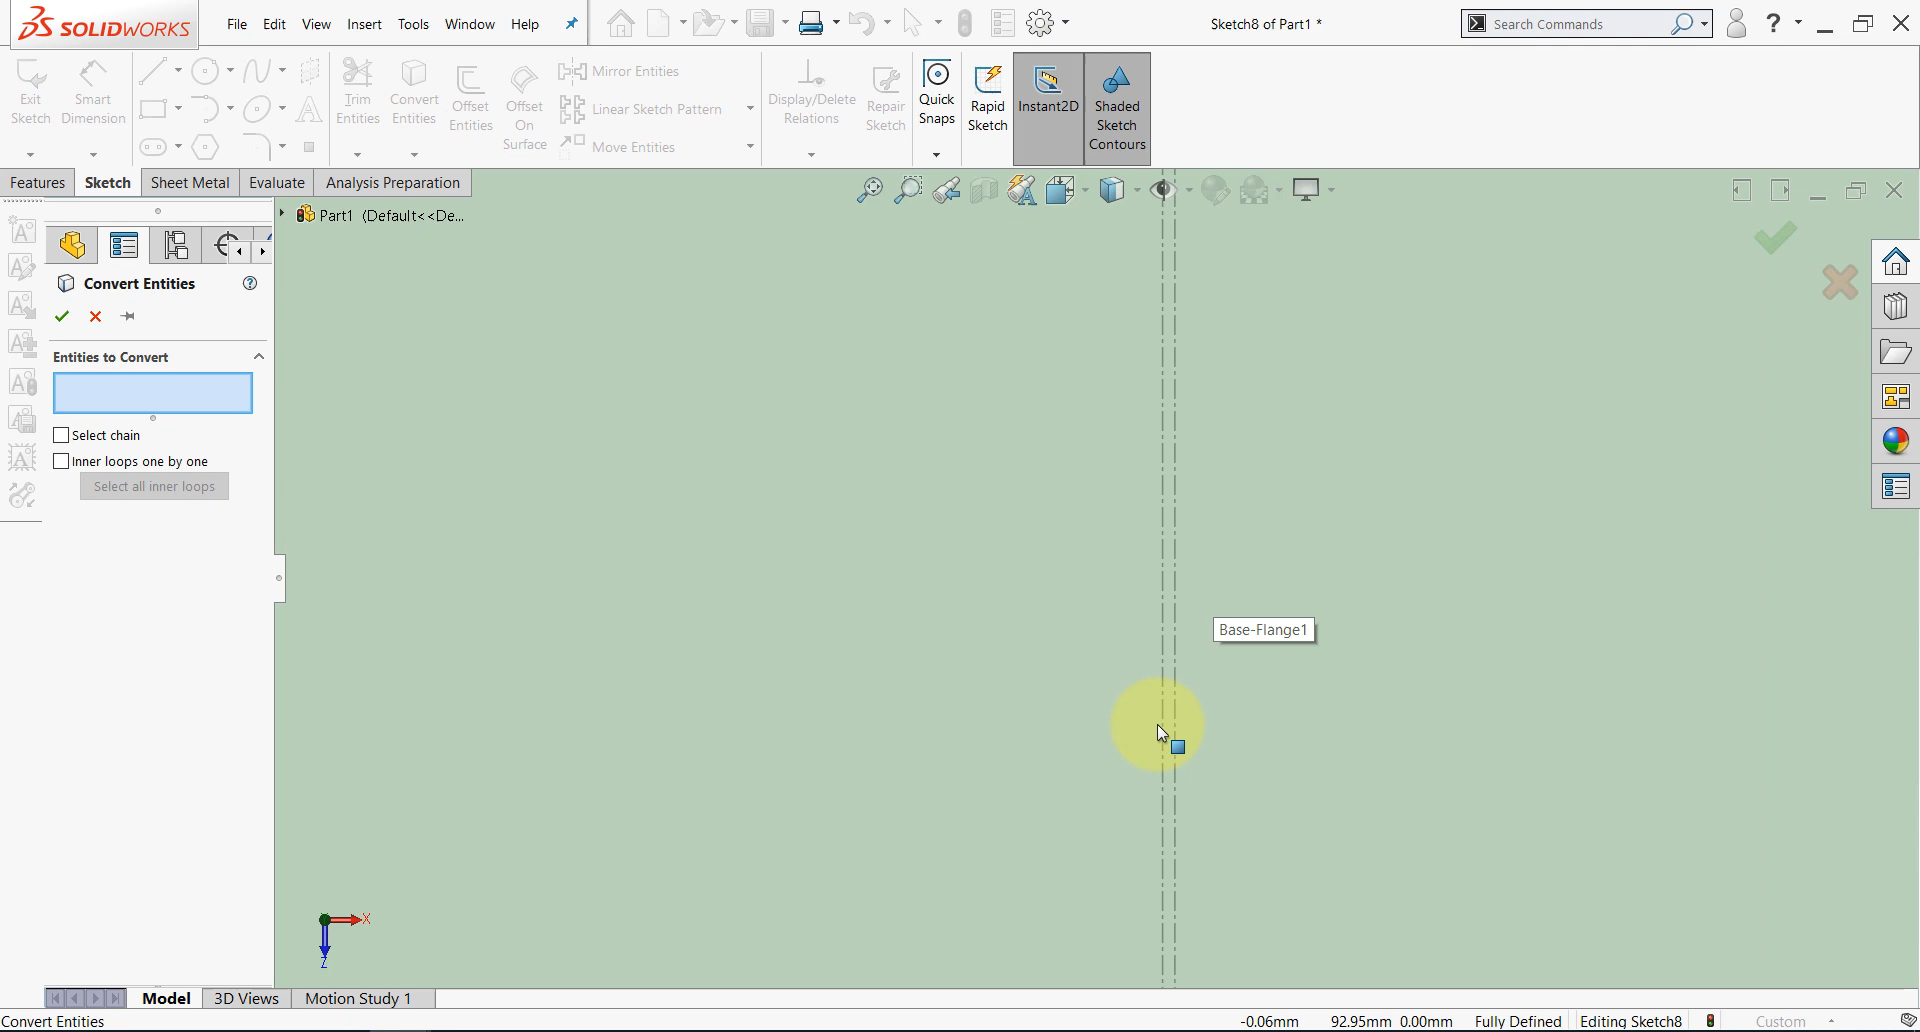 SOLIDWORKS File Edit View Insert Tools Window Help Sketch8 of Part1 * Search Commands ?
Exit Sketch
Smart Dimension
Trim Entities
Convert Entities
Offset Entities
Offset On Surface
Mirror Entities
Linear Sketch Pattern
Move Entities
Display/Delete Relations
Repair Sketch
Quick Snaps
Rapid Sketch
Instant2D
Shaded Sketch Contours
Features Sketch Sheet Metal Evaluate Analysis Preparation
Part1 (Default<<De...
Convert Entities
Entities to Convert
Select chain
Inner loops one by one
Select all inner loops
Base-Flange1
X
Z
Model 3D Views Motion Study 1
Convert Entities -0.06mm 92.95mm 0.00mm Fully Defined Editing Sketch8 Custom